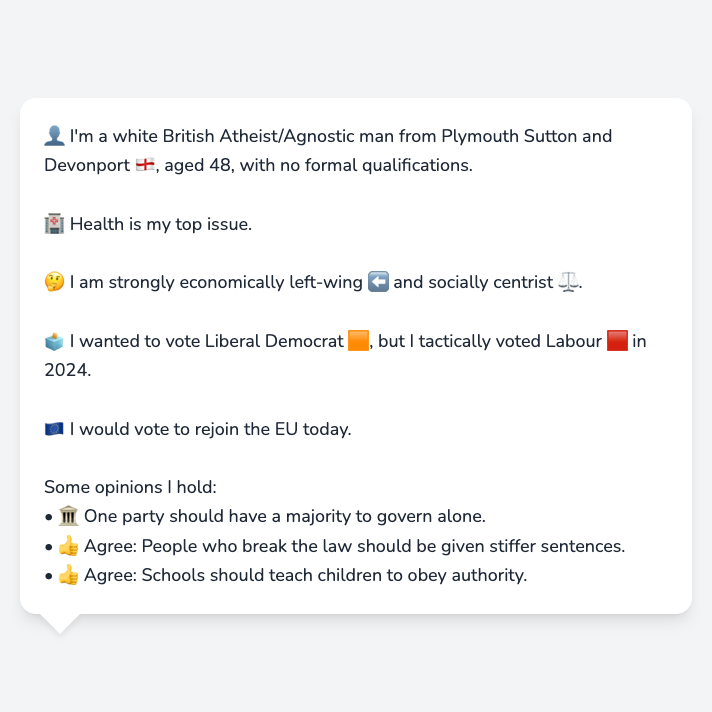 👤 I'm a white British Atheist/Agnostic man from Plymouth Sutton and
Devonport 🏴󠁧󠁢󠁥󠁮󠁧󠁿, aged 48, with no formal qualifications.
🏥 Health is my top issue.
🤔 I am strongly economically left-wing ⬅️ and socially centrist ⚖️.
🗳️ I wanted to vote Liberal Democrat 🟧, but I tactically voted Labour 🟥 in
2024.
🇪🇺 I would vote to rejoin the EU today.
Some opinions I hold:
• 🏛️ One party should have a majority to govern alone.
• 👍 Agree: People who break the law should be given stiffer sentences.
• 👍 Agree: Schools should teach children to obey authority.